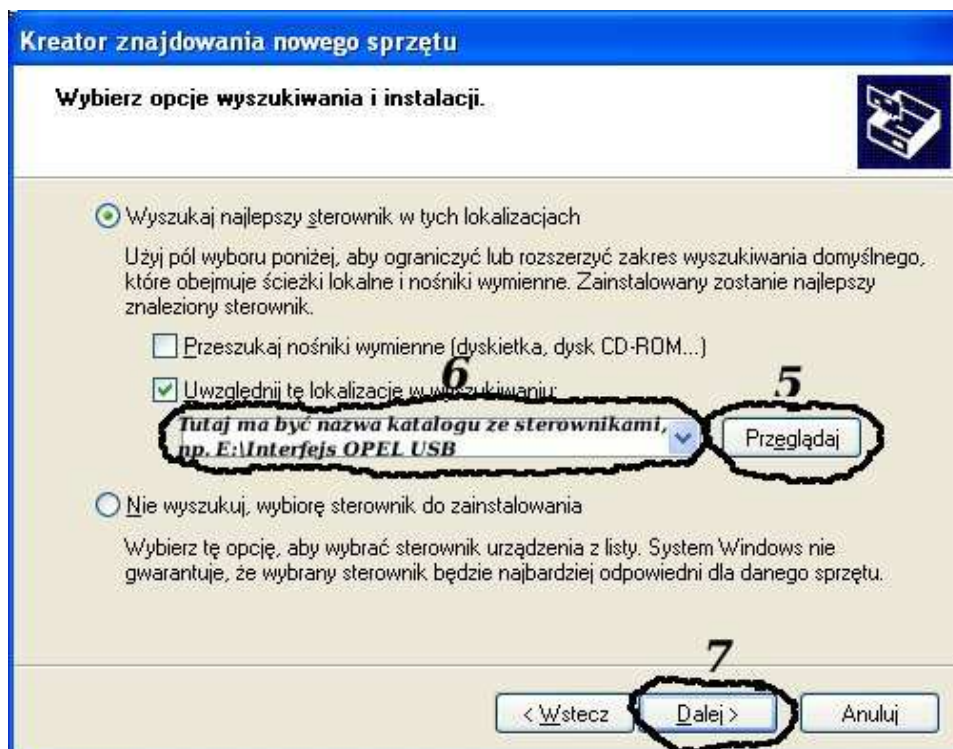 Kreator znajdowania nowego sprzętu
Wybierz opcje wyszukiwania i instalacji.
Wyszukaj najlepszy sterownik w tych lokalizacjach
Użyj pól wyboru poniżej, aby ograniczyć lub rozszerzyć zakres wyszukiwania domyślnego,
które obejmuje ścieżki lokalne i nośniki wymienne. Zainstalowany zostanie najlepszy
znaleziony sterownik.
Przeszukaj nośniki wymienne (dyskietka, dysk CD-ROM...)
6
5
Uwzględnij tę lokalizację w wyszukiwaniu:
Tutaj ma być nazwa katalogu ze sterownikami,
np. E:\Interfejs OPEL USB
Przeglądaj
Nie wyszukuj, wybiorę sterownik do zainstalowania
Wybierz tę opcję, aby wybrać sterownik urządzenia z listy. System Windows nie
gwarantuje, że wybrany sterownik będzie najbardziej odpowiedni dla danego sprzętu.
7
< Wstecz
Dalej >
Anuluj